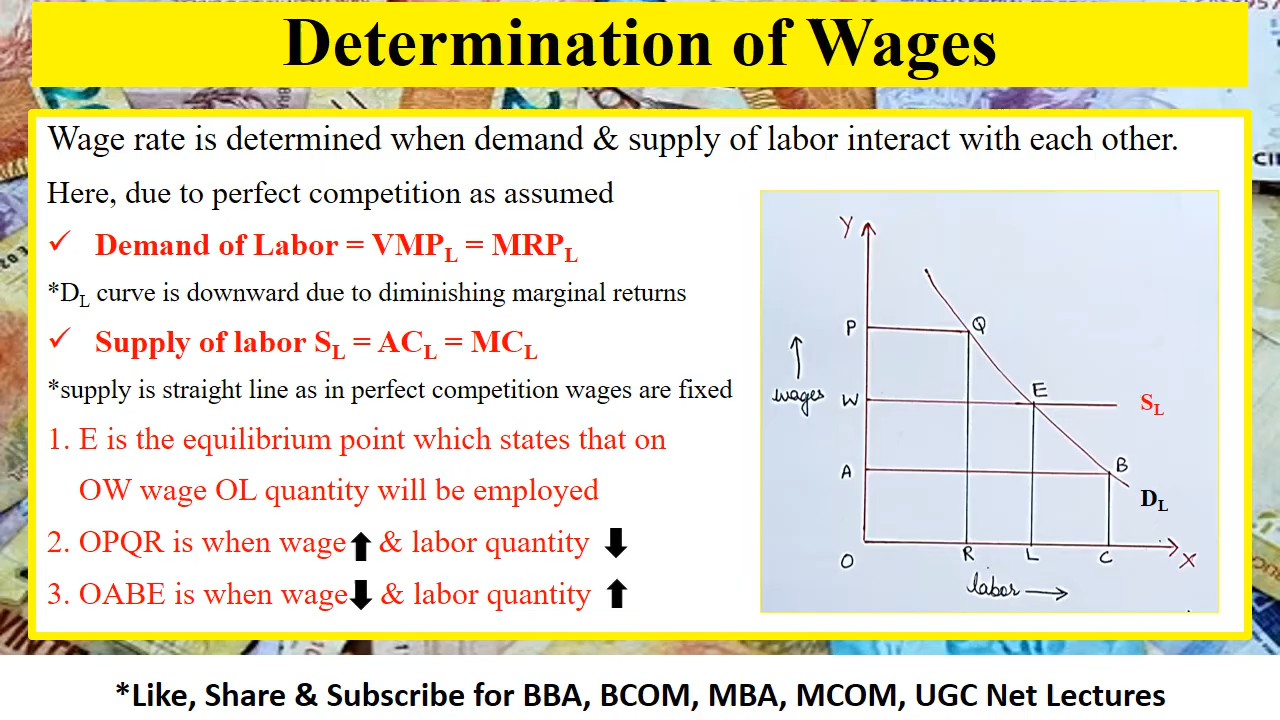 Determination of Wages
Wage rate is determined when demand & supply of labor interact with each other.
Here, due to perfect competition as assumed
✓ Demand of Labor = VMPL = MRPL
*DL curve is downward due to diminishing marginal returns
✓ Supply of labor SL = ACL = MCL
*supply is straight line as in perfect competition wages are fixed
1. E is the equilibrium point which states that on
OW wage OL quantity will be employed
2. OPQR is when wage⬆ & labor quantity ⬇
3. OABE is when wage⬇ & labor quantity ⬆
Y
P Q
wages
W E SL
A B
DL
O R L C X
labor →
*Like, Share & Subscribe for BBA, BCOM, MBA, MCOM, UGC Net Lectures